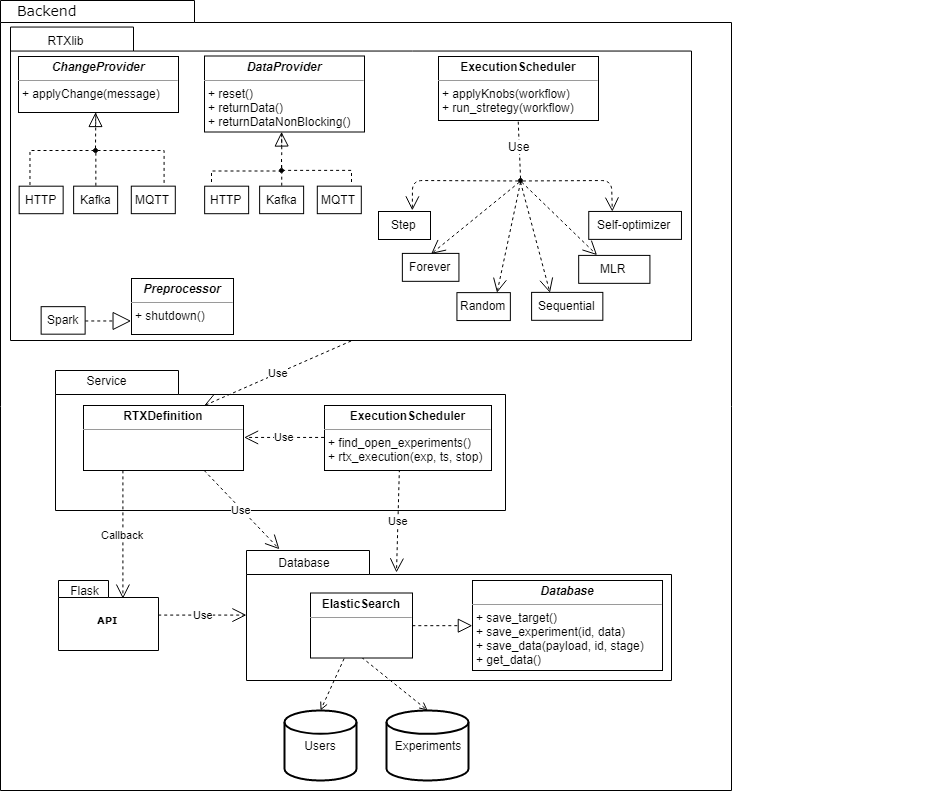 Backend
RTXlib
ChangeProvider
+ applyChange(message)
DataProvider
+ reset()
+ returnData()
+ returnDataNonBlocking()
ExecutionScheduler
+ applyKnobs(workflow)
+ run_stretegy(workflow)
Use
HTTP
Kafka
MQTT
HTTP
Kafka
MQTT
Step
Self-optimizer
Forever
MLR
Random
Sequential
Preprocessor
+ shutdown()
Spark
Use
Service
RTXDefinition
ExecutionScheduler
+ find_open_experiments()
+ rtx_execution(exp, ts, stop)
Use
Use
Use
Callback
Database
Flask
API
Use
ElasticSearch
Database
+ save_target()
+ save_experiment(id, data)
+ save_data(payload, id, stage)
+ get_data()
Users
Experiments